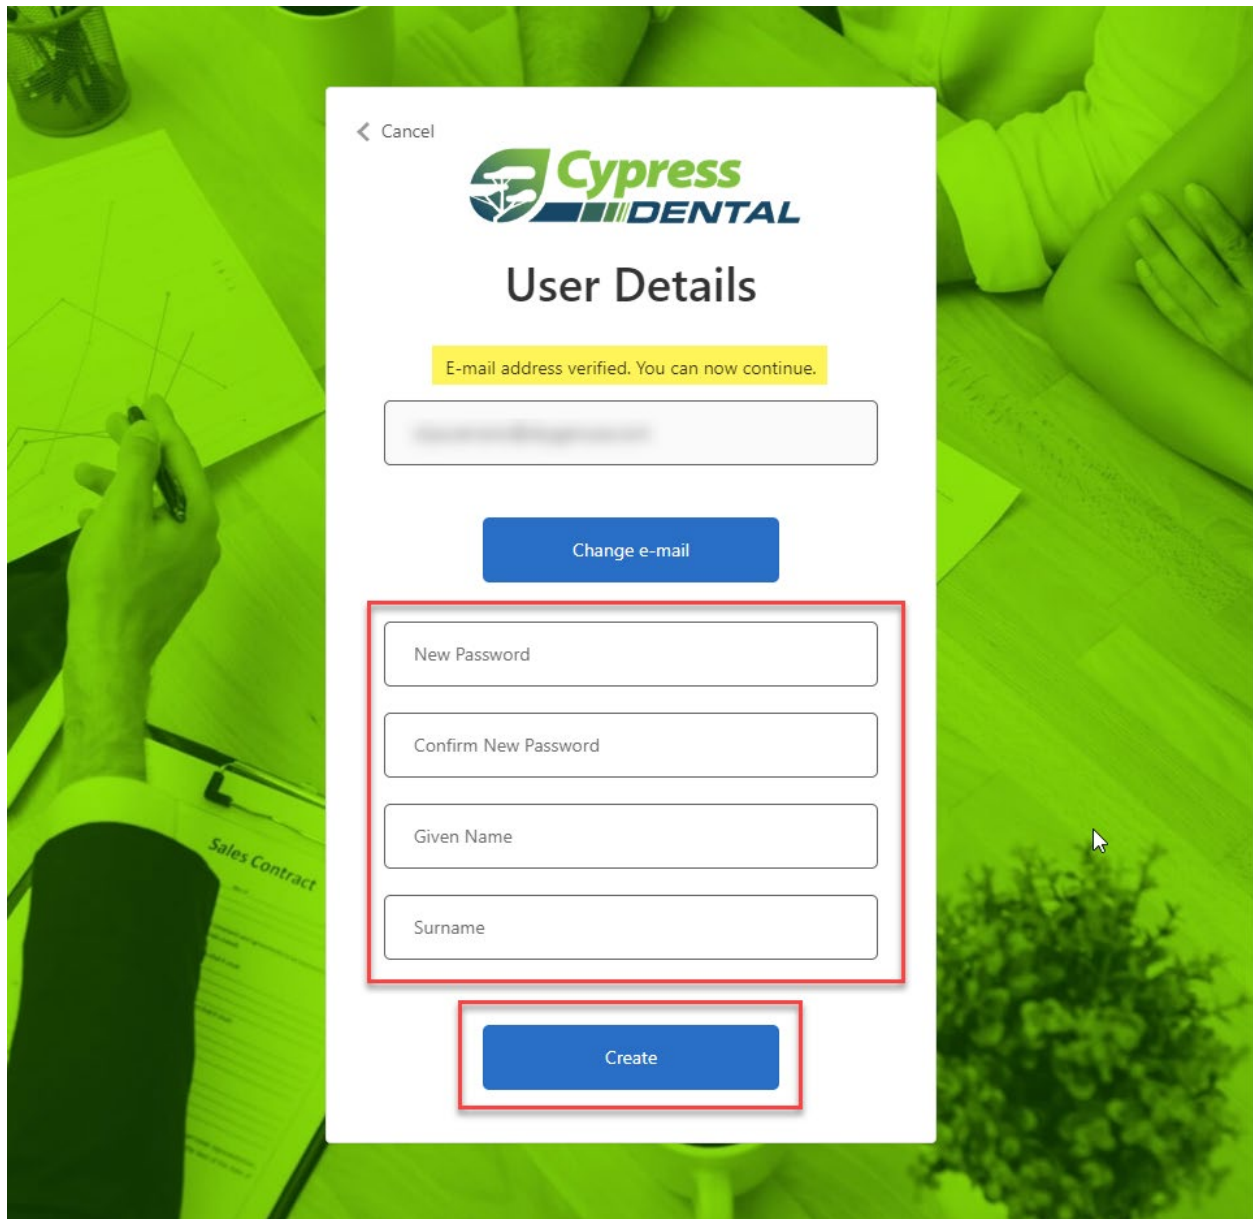 Cancel
Cypress
DENTAL
User Details
E-mail address verified. You can now continue.
Change e-mail
New Password
Confirm New Password
Given Name
Surname
Create
Sales Contract